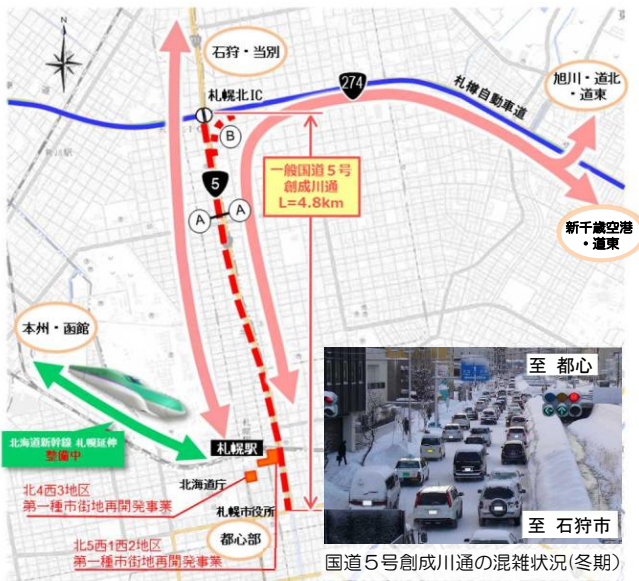 石狩・当別
札幌北IC
274
札樽自動車道
旭川・道北
・道東
B
一般国道5号
創成川通
L=4.8km
5
A
A
新千歳空港
・道東
本州・函館
北海道新幹線 札幌延伸
整備中
札幌駅
北海道庁
北4西3地区
第一種市街地再開発事業
札幌市役所
都心部
北5西1西2地区
第一種市街地再開発事業
至 都心
至 石狩市
国道5号創成川通の混雑状況(冬期)